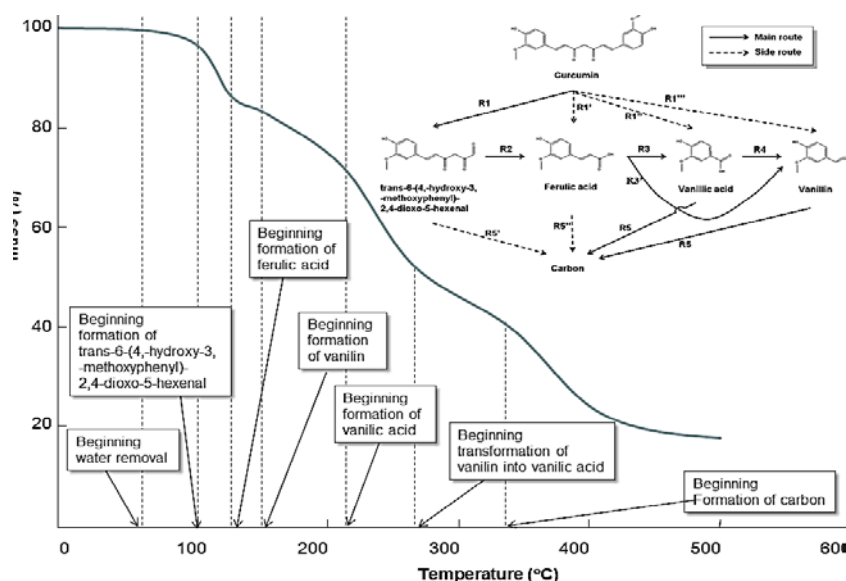 100
80
60
40
20
0
100
200
300
400
500
Temperature (°C)
Beginning
water removal
Beginning
formation of
trans-6-(4,-hydroxy-3,
-methoxyphenyl)-
2,4-dioxo-5-hexenal
Beginning
formation of
ferulic acid
Beginning
formation
of vanilin
Beginning
formation of
vanilic acid
Beginning
transformation of
vanilin into vanilic acid
Beginning
Formation of carbon
Main route
Side route
Curcumin
R1
R1'
R1''
R1'''
R2
R3
R4
R3'
trans-6-(4,-hydroxy-3,
-methoxyphenyl)-
2,4-dioxo-5-hexenal
Ferulic acid
Vanillic acid
Vanillin
R5'
R5''
R5
R5
Carbon